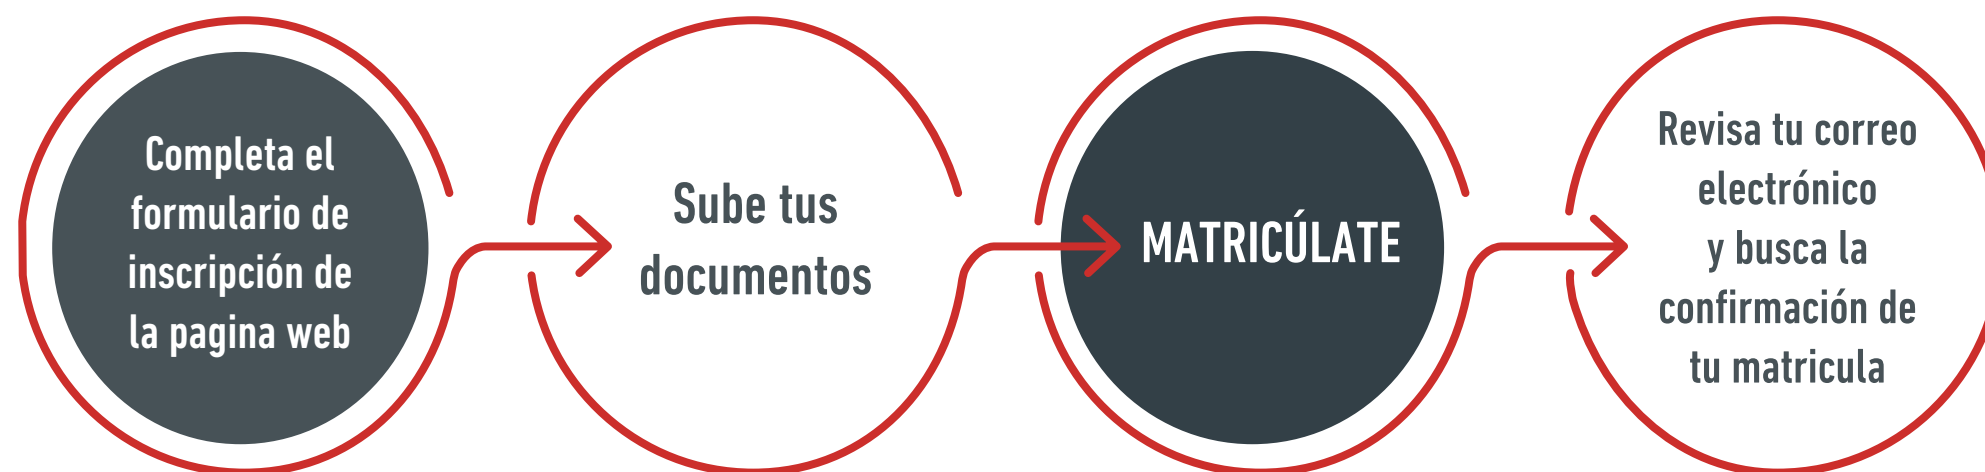 Completa el
formulario de
inscripción de
la pagina web
Sube tus
documentos
MATRICÚLATE
Revisa tu correo
electrónico
y busca la
confirmación de
tu matricula